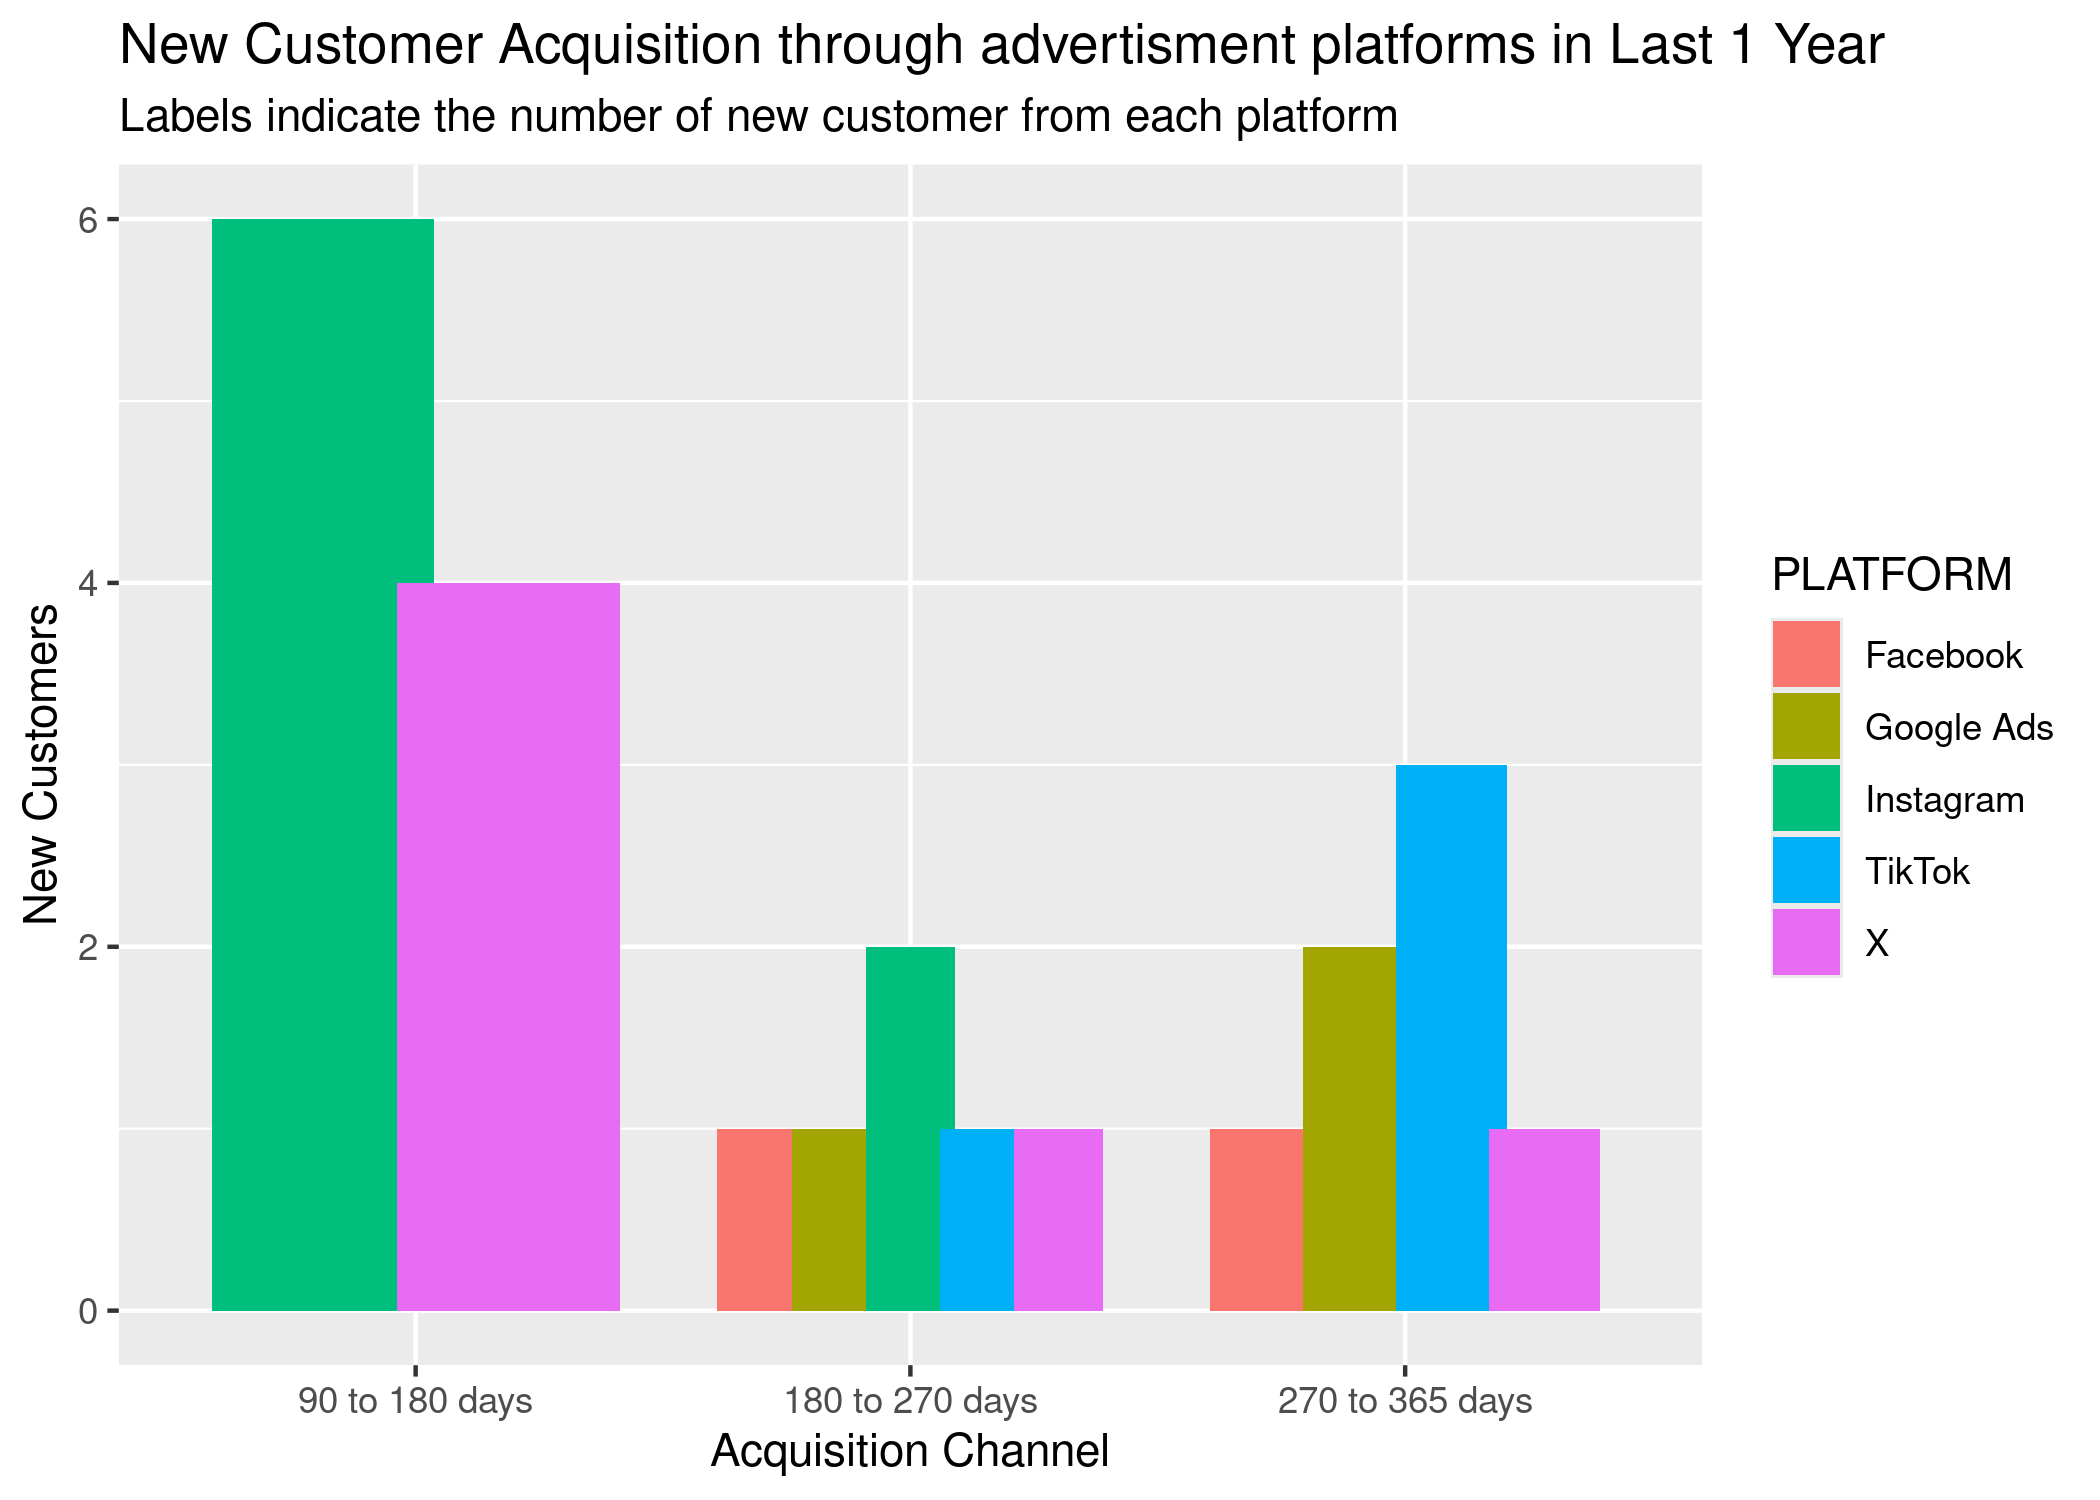 New Customer Acquisition through advertisment platforms in Last 1 Year
Labels indicate the number of new customer from each platform
6
4
2
0
New Customers
90 to 180 days
180 to 270 days
270 to 365 days
Acquisition Channel
PLATFORM
Facebook
Google Ads
Instagram
TikTok
X